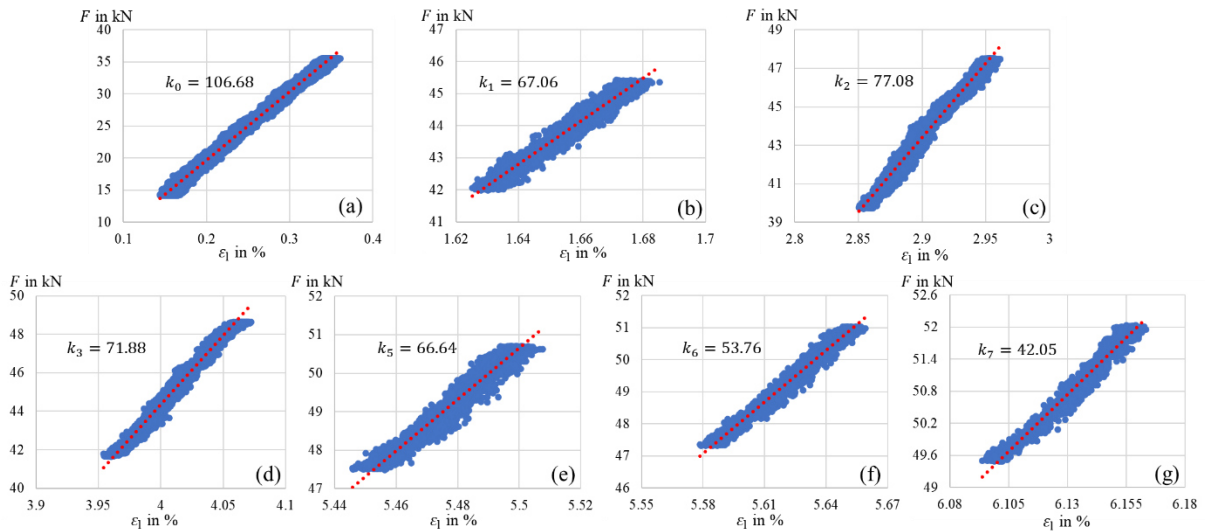 F in kN
40
35
30
25
20
15
10
k₀ = 106.68
(a)
0.1 0.2 0.3 0.4
εₗ in %
F in kN
47
46
45
44
43
42
41
k₁ = 67.06
(b)
1.62 1.64 1.66 1.68 1.7
εₗ in %
F in kN
49
47
45
43
41
39
k₂ = 77.08
(c)
2.8 2.85 2.9 2.95 3
εₗ in %
F in kN
50
48
46
44
42
40
k₃ = 71.88
(d)
3.9 3.95 4 4.05 4.1
εₗ in %
F in kN
52
51
50
49
48
47
k₅ = 66.64
(e)
5.44 5.46 5.48 5.5 5.52
εₗ in %
F in kN
52
51
50
49
48
47
46
k₆ = 53.76
(f)
5.55 5.58 5.61 5.64 5.67
εₗ in %
F in kN
52.6
52
51.4
50.8
50.2
49.6
49
k₇ = 42.05
(g)
6.08 6.105 6.13 6.155 6.18
εₗ in %